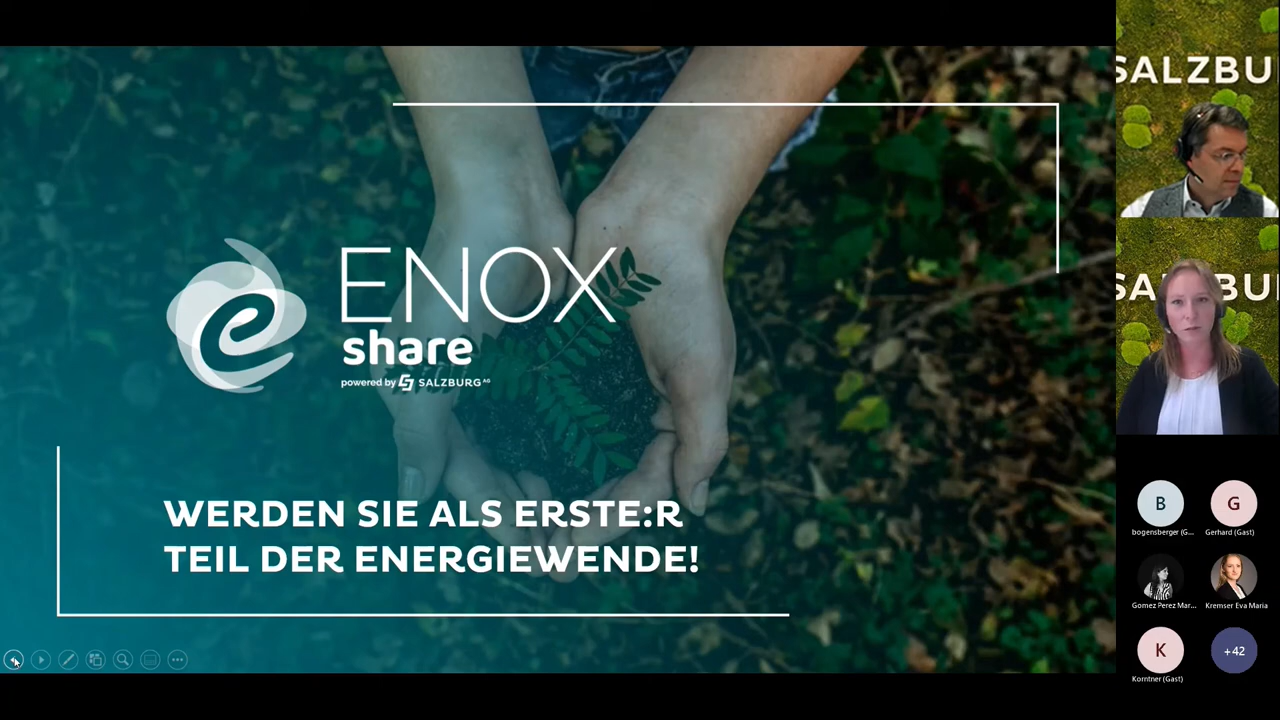 ENOX
share
powered by SALZBURG AG
WERDEN SIE ALS ERSTE:R
TEIL DER ENERGIEWENDE!
SALZBU
SALZBU
B
bogensberger (G...
G
Gerhard (Gast)
Gomez Perez Mar...
Kremser Eva Maria
K
Korntner (Gast)
+42